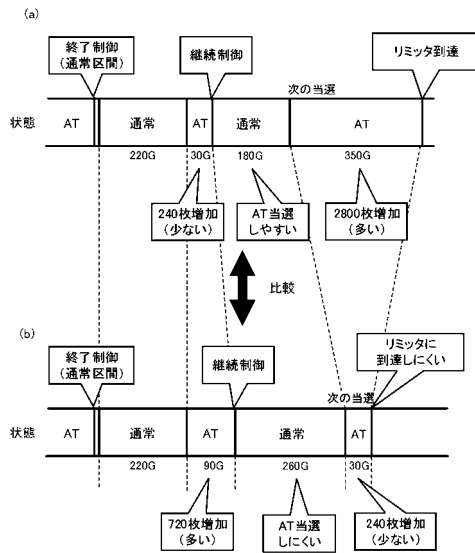 (a)
終了制御
(通常区間)
継続制御
リミッタ到達
次の当選
状態 AT 通常 AT 通常 AT
220G 30G 180G 350G
240枚増加
(少ない)
AT当選
しやすい
2800枚増加
(多い)
比較
(b)
終了制御
(通常区間)
継続制御
リミッタに
到達しにくい
次の当選
状態 AT 通常 AT 通常 AT
220G 90G 260G 30G
720枚増加
(多い)
AT当選
しにくい
240枚増加
(少ない)